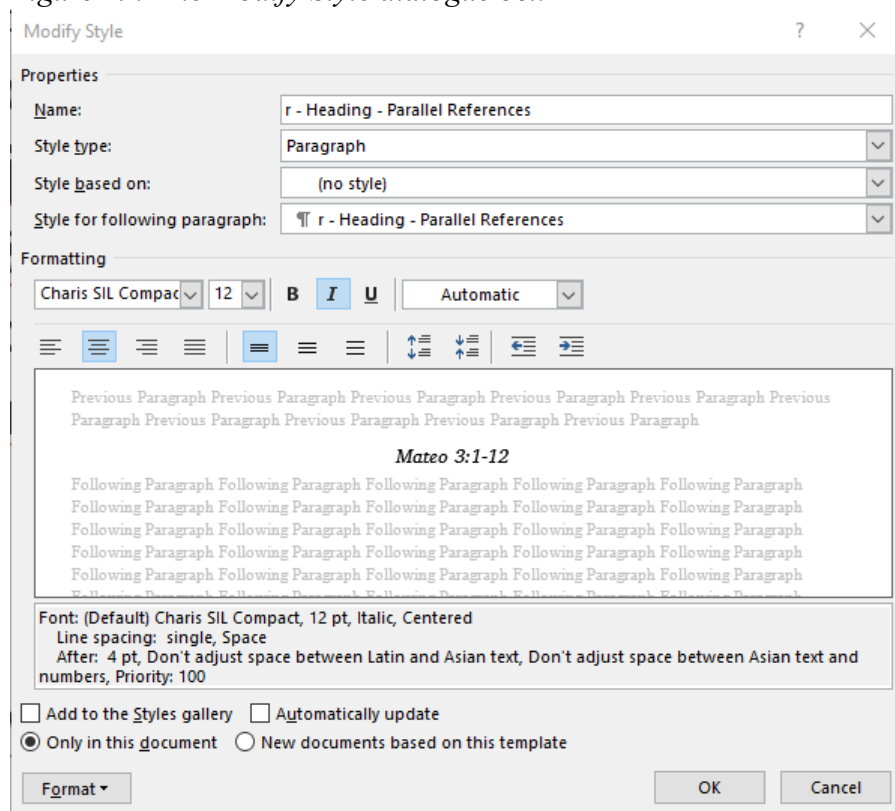 Modify Style ?
Properties
Name: r - Heading - Parallel References
Style type: Paragraph
Style based on: (no style)
Style for following paragraph: ¶ r - Heading - Parallel References
Formatting
Charis SIL Compac 12 B I U Automatic
Previous Paragraph Previous Paragraph Previous Paragraph Previous Paragraph Previous Paragraph Previous
Paragraph Previous Paragraph Previous Paragraph Previous Paragraph Previous Paragraph
Mateo 3:1-12
Following Paragraph Following Paragraph Following Paragraph Following Paragraph Following Paragraph
Following Paragraph Following Paragraph Following Paragraph Following Paragraph Following Paragraph
Following Paragraph Following Paragraph Following Paragraph Following Paragraph Following Paragraph
Following Paragraph Following Paragraph Following Paragraph Following Paragraph Following Paragraph
Following Paragraph Following Paragraph Following Paragraph Following Paragraph Following Paragraph
Font: (Default) Charis SIL Compact, 12 pt, Italic, Centered
Line spacing: single, Space
After: 4 pt, Don't adjust space between Latin and Asian text, Don't adjust space between Asian text and
numbers, Priority: 100
Add to the Styles gallery Automatically update
Only in this document New documents based on this template
Format OK Cancel